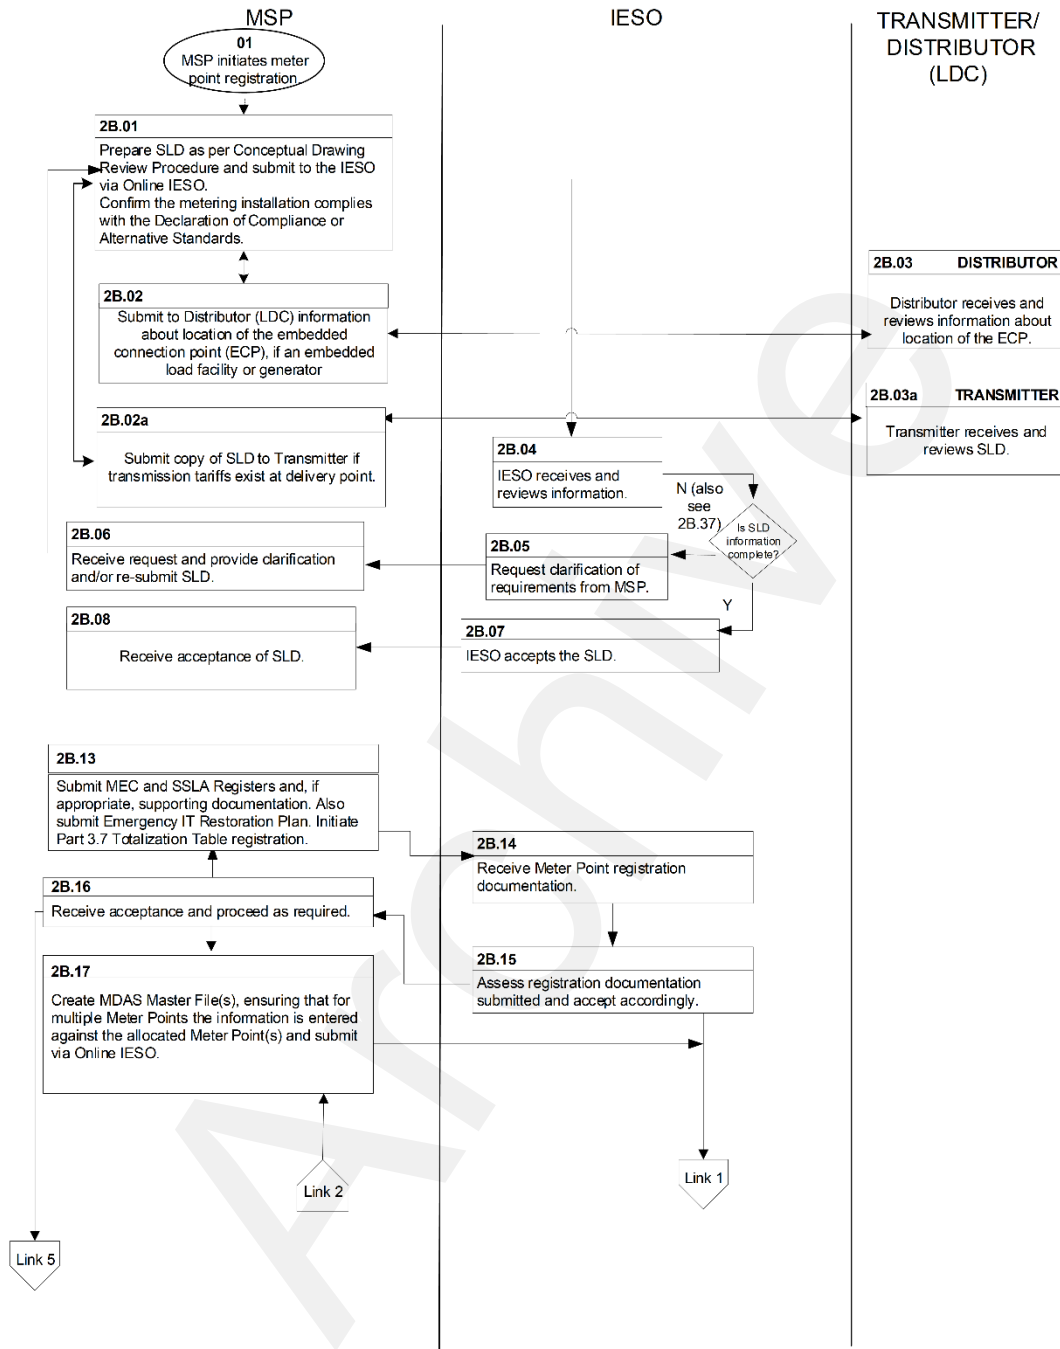 MSP
IESO
TRANSMITTER/
DISTRIBUTOR
(LDC)
01
MSP initiates meter
point registration.
2B.01
Prepare SLD as per Conceptual Drawing
Review Procedure and submit to the IESO
via Online IESO.
Confirm the metering installation complies
with the Declaration of Compliance or
Alternative Standards.
2B.02
Submit to Distributor (LDC) information
about location of the embedded
connection point (ECP), if an embedded
load facility or generator
2B.03 DISTRIBUTOR
Distributor receives and
reviews information about
location of the ECP.
2B.02a
Submit copy of SLD to Transmitter if
transmission tariffs exist at delivery point.
2B.03a TRANSMITTER
Transmitter receives and
reviews SLD.
2B.04
IESO receives and
reviews information.
N (also
see
2B.37)
Is SLD
information
complete?
2B.05
Request clarification of
requirements from MSP.
2B.06
Receive request and provide clarification
and/or re-submit SLD.
Y
2B.07
IESO accepts the SLD.
2B.08
Receive acceptance of SLD.
2B.13
Submit MEC and SSLA Registers and, if
appropriate, supporting documentation. Also
submit Emergency IT Restoration Plan. Initiate
Part 3.7 Totalization Table registration.
2B.14
Receive Meter Point registration
documentation.
2B.16
Receive acceptance and proceed as required.
2B.15
Assess registration documentation
submitted and accept accordingly.
2B.17
Create MDAS Master File(s), ensuring that for
multiple Meter Points the information is entered
against the allocated Meter Point(s) and submit
via Online IESO.
Link 2
Link 1
Link 5
Archive